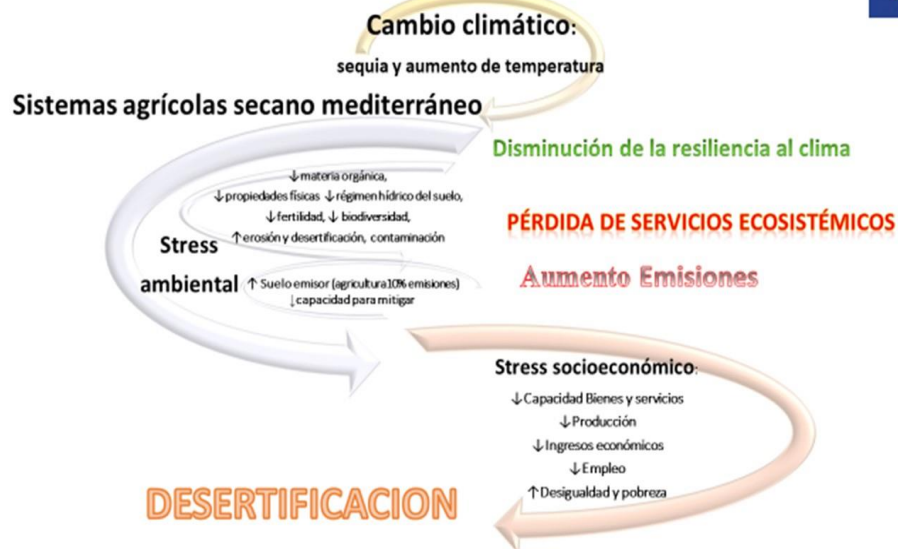 Cambio climático:
sequia y aumento de temperatura
Sistemas agrícolas secano mediterráneo
Disminución de la resiliencia al clima
↓materia orgánica,
↓propiedades físicas ↓régimen hídrico del suelo,
↓fertilidad, ↓ biodiversidad,
↑erosión y desertificación, contaminación
PÉRDIDA DE SERVICIOS ECOSISTÉMICOS
Stress
ambiental
↑ Suelo emisor (agricultura10% emisiones)
↓capacidad para mitigar
Aumento Emisiones
Stress socioeconómico:
↓Capacidad Bienes y servicios
↓Producción
↓Ingresos económicos
↓Empleo
↑Desigualdad y pobreza
DESERTIFICACION